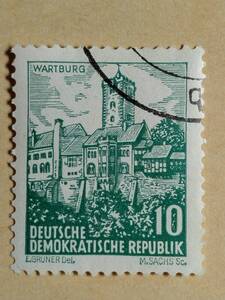 WARTBURG
10
DEUTSCHE
DEMOKRATISCHE REPUBLIK
E.GRUNER Del. M.SACHS Sc.